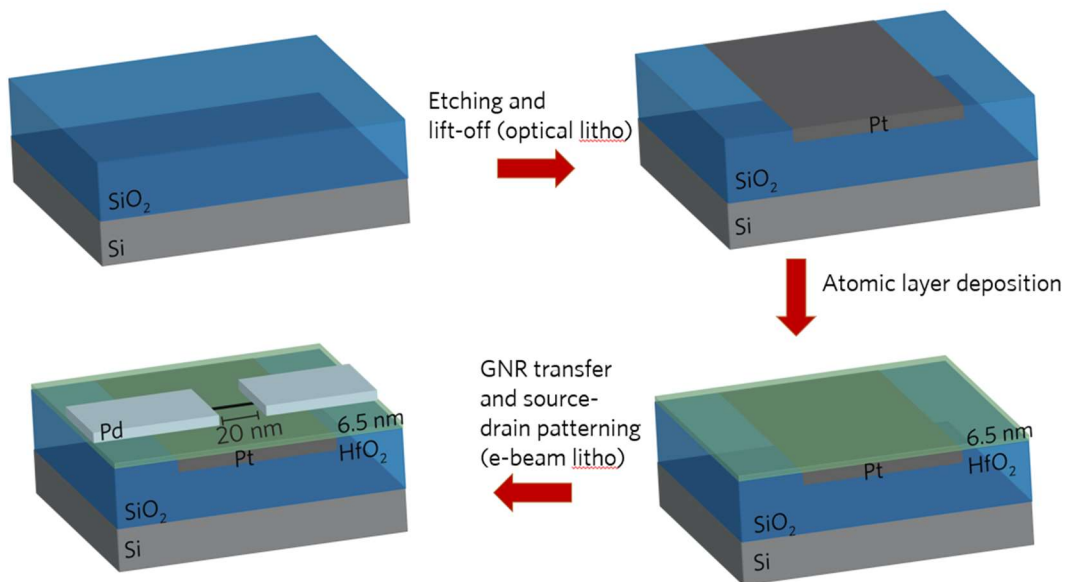 SiO₂
Si
Etching and
lift-off (optical litho)
Pt
SiO₂
Si
Atomic layer deposition
6.5 nm
HfO₂
Pt
SiO₂
Si
GNR transfer
and source-
drain patterning
(e-beam litho)
Pd
20 nm
6.5 nm
HfO₂
Pt
SiO₂
Si